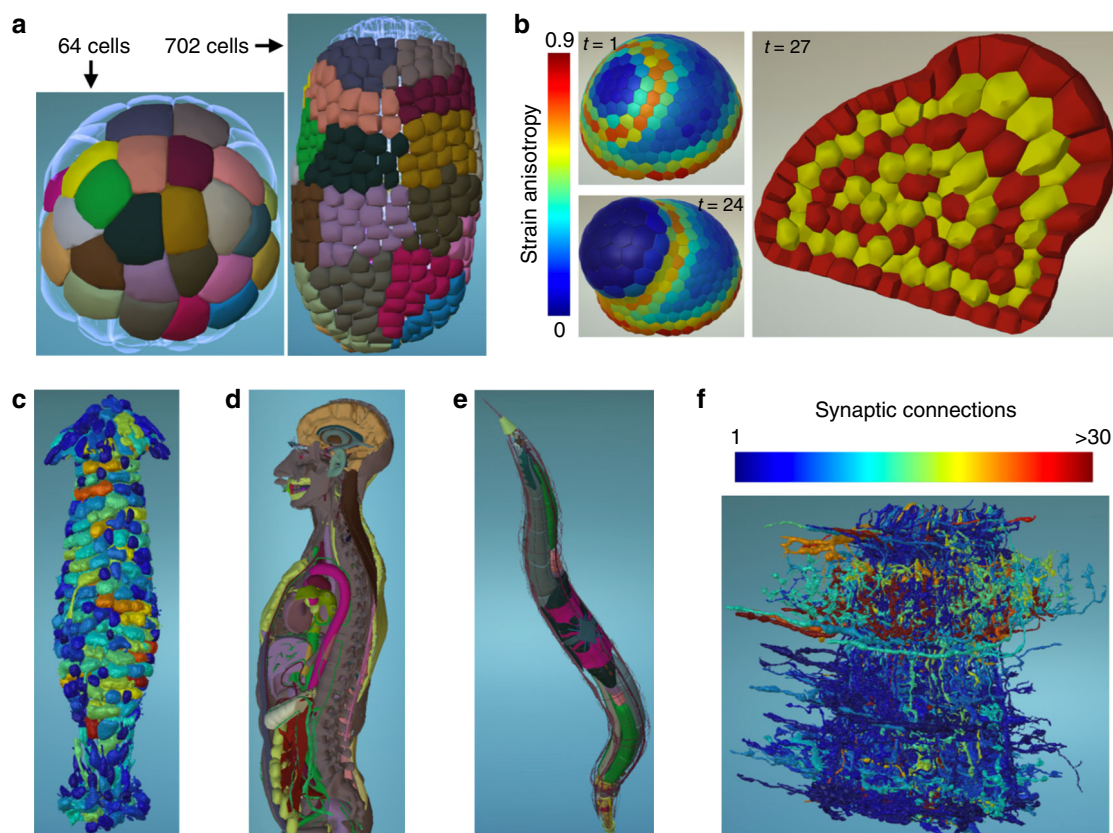 a
64 cells
702 cells
b
0.9
t = 1
t = 27
Strain anisotropy
t = 24
0
c
d
e
f
Synaptic connections
1
>30